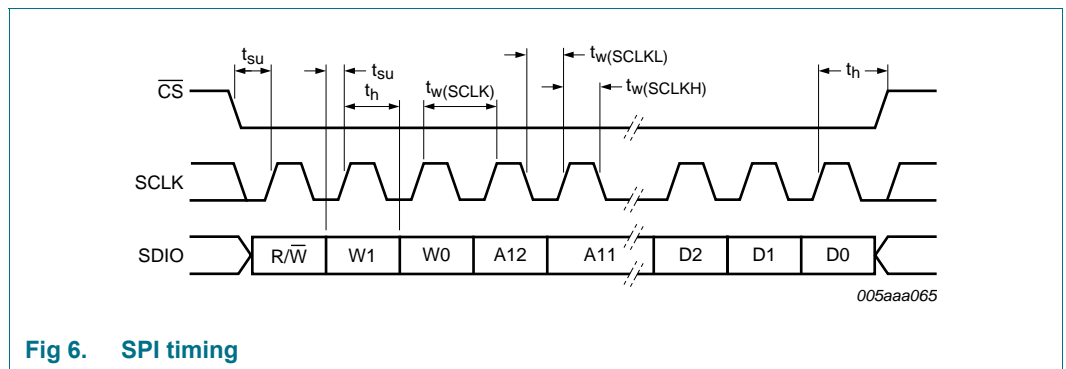 tsu
tsu
th
tw(SCLK)
tw(SCLKL)
tw(SCLKH)
th
CS
SCLK
SDIO
R/W W1 W0 A12 A11 D2 D1 D0
005aaa065
Fig 6. SPI timing